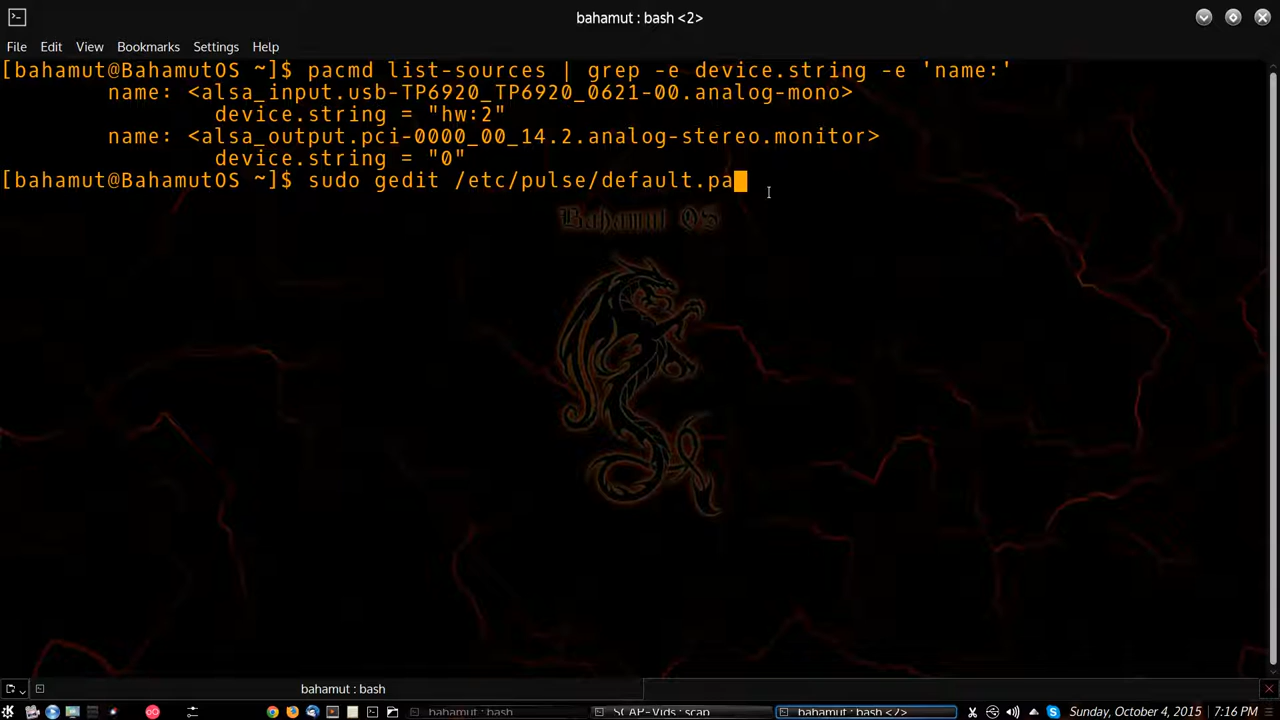 bahamut : bash <2>
File Edit View Bookmarks Settings Help
[bahamut@BahamutOS ~]$ pacmd list-sources | grep -e device.string -e 'name:'
name: <alsa_input.usb-TP6920_TP6920_0621-00.analog-mono>
device.string = "hw:2"
name: <alsa_output.pci-0000_00_14.2.analog-stereo.monitor>
device.string = "0"
[bahamut@BahamutOS ~]$ sudo gedit /etc/pulse/default.pa
Bahamut OS
bahamut : bash
bahamut : bash SCAP-Vids : scap bahamut : bash <2> Sunday, October 4, 2015 7:16 PM